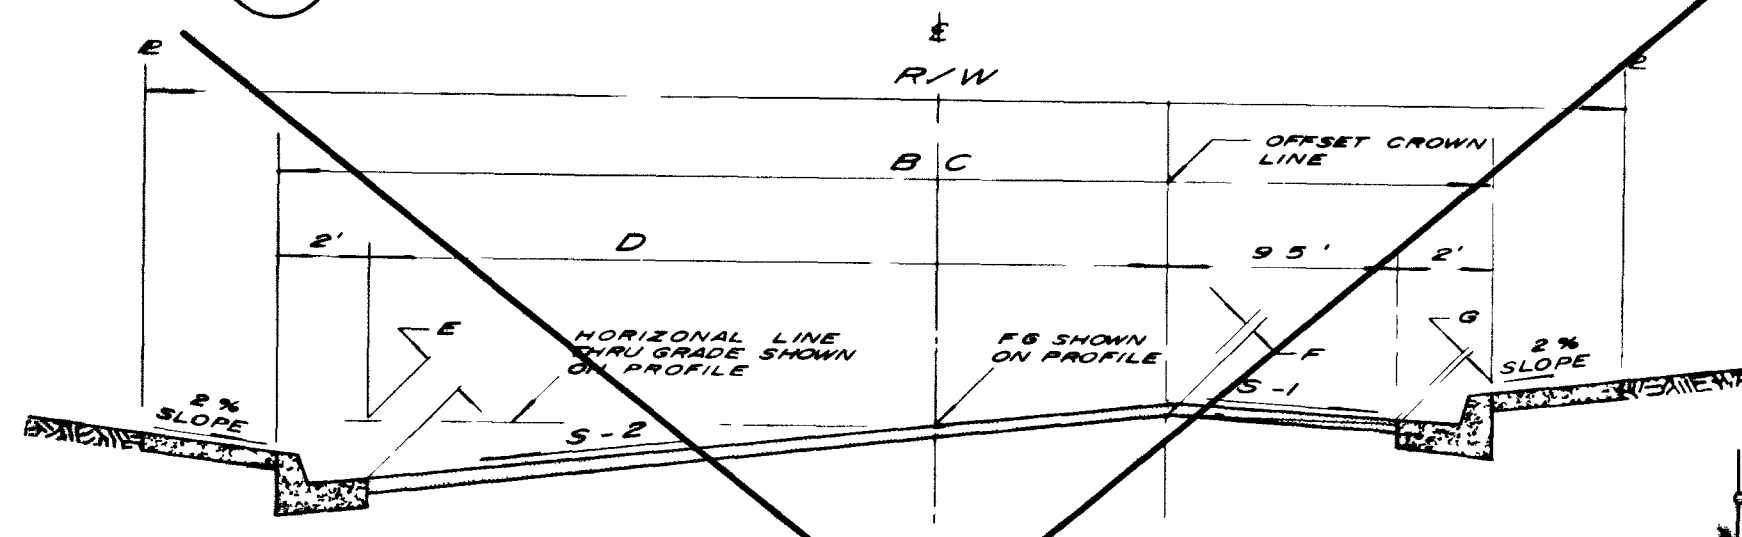 ℄
R/W
OFFSET CROWN
LINE
B C
2'
D
9 5 '
2'
E
HORIZONAL LINE
THRU GRADE SHOWN
ON PROFILE
FG SHOWN
ON PROFILE
F
G
2 %
SLOPE
S-1
2 %
SLOPE
S-2